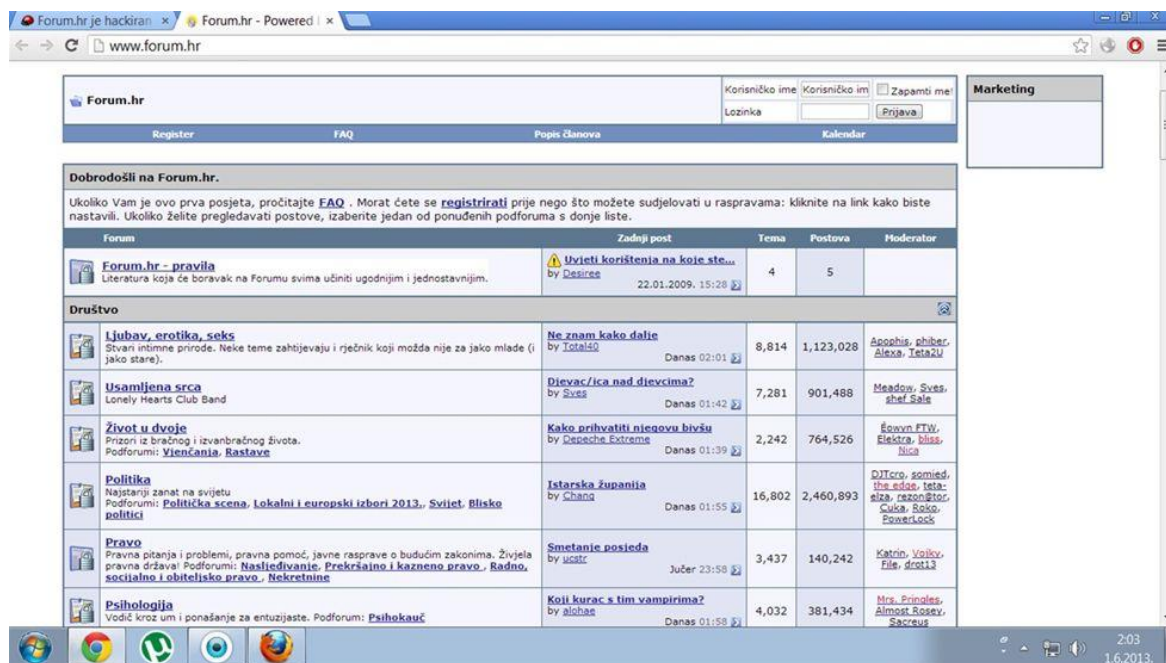 Forum.hr je hackiran
Forum.hr - Powered
www.forum.hr
Forum.hr
Korisničko ime Korisničko im Zapamti me!
Lozinka Prijava
Marketing
Register FAQ Popis članova Kalendar
Dobrodošli na Forum.hr.
Ukoliko Vam je ovo prva posjeta, pročitajte FAQ . Morat ćete se registrirati prije nego što možete sudjelovati u raspravama: kliknite na link kako biste
nastavili. Ukoliko želite pregledavati postove, izaberite jedan od ponuđenih podforuma s donje liste.
Forum Zadnji post Tema Postova Moderator
Forum.hr - pravila
Literatura koja će boravak na Forumu svima učiniti ugodnijim i jednostavnijim.
Uvjeti korištenja na koje ste...
by Desiree
22.01.2009. 15:28
4 5
Društvo
Ljubav, erotika, seks
Stvari intimne prirode. Neke teme zahtijevaju i rječnik koji možda nije za jako mlade (i
jako stare).
Ne znam kako dalje
by Total40
Danas 02:01
8,814 1,123,028
Apophis, phiber,
Alexa, Teta2U
Usamljena srca
Lonely Hearts Club Band
Djevac/ica nad djevcima?
by Sves
Danas 01:42
7,281 901,488
Meadow, Sves,
shef Sale
Život u dvoje
Prizori iz bračnog i izvanbračnog života.
Podforumi: Vjenčanja, Rastave
Kako prihvatiti njegovu bivšu
by Depeche Extreme
Danas 01:39
2,242 764,526
Éowyn FTW,
Elektra, bliss,
Nica
Politika
Najstariji zanat na svijetu
Podforumi: Politička scena, Lokalni i europski izbori 2013., Svijet, Blisko
politici
Istarska županija
by Chang
Danas 01:55
16,802 2,460,893
DJTcro, somied,
the edge, teta-
elza, rezon@tor,
Cuka, Roko,
PowerLock
Pravo
Pravna pitanja i problemi, pravna pomoć, javne rasprave o budućim zakonima. Živjela
pravna država! Podforumi: Nasljeđivanje, Prekršajno i kazneno pravo , Radno,
socijalno i obiteljsko pravo , Nekretnine
Smetanje posjeda
by ucstr
Jučer 23:58
3,437 140,242
Katrin, Vojky,
File, drot13
Psihologija
Vodič kroz um i ponašanje za entuzijaste. Podforum: Psihokauč
Koji kurac s tim vampirima?
by alohae
Danas 01:58
4,032 381,434
Mrs. Pringles,
Almost Rosey,
Sacreus
2:03
1.6.2013.